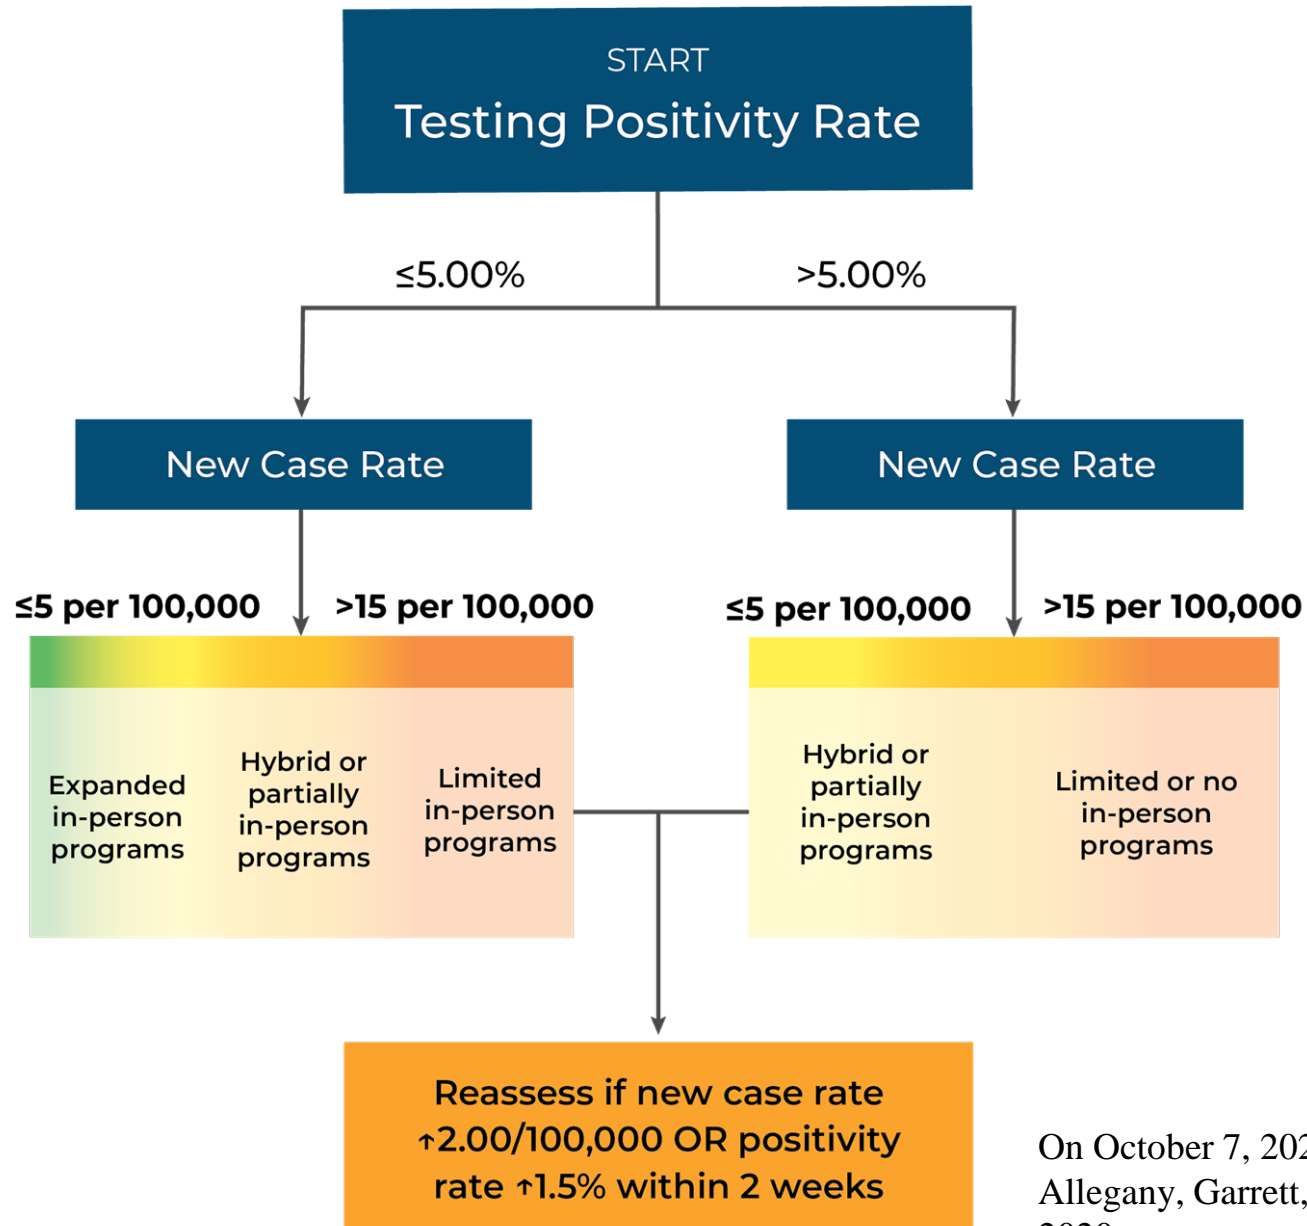 START
Testing Positivity Rate
≤5.00%
>5.00%
New Case Rate
New Case Rate
≤5 per 100,000
>15 per 100,000
≤5 per 100,000
>15 per 100,000
Expanded
in-person
programs
Hybrid or
partially
in-person
programs
Limited
in-person
programs
Hybrid or
partially
in-person
programs
Limited or no
in-person
programs
Reassess if new case rate
↑2.00/100,000 OR positivity
rate ↑1.5% within 2 weeks
On October 7, 202
Allegany, Garrett,